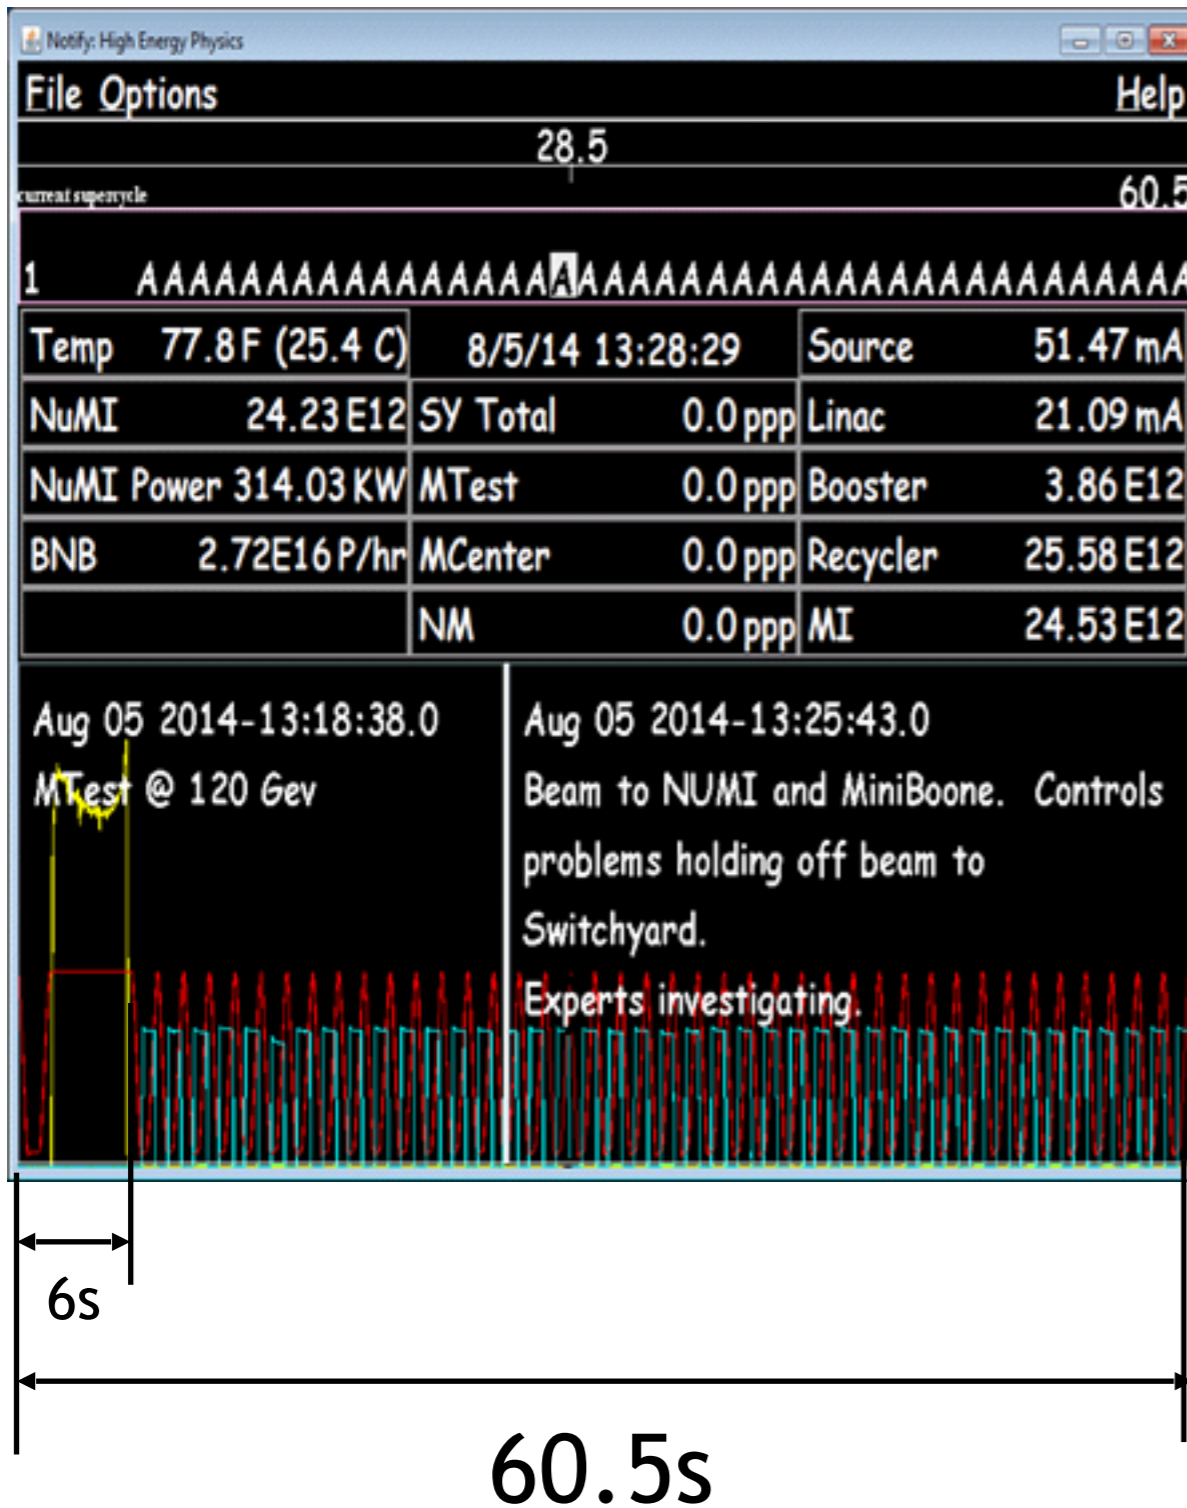 Notify: High Energy Physics
File Options Help
28.5
current supercycle 60.5
1 AAAAAAAAAAAAAAAAAAAAAAAAAAAAAAAAAAAAAAAAA
Temp 77.8 F (25.4 C) 8/5/14 13:28:29 Source 51.47 mA
NuMI 24.23 E12 SY Total 0.0 ppp Linac 21.09 mA
NuMI Power 314.03 KW MTest 0.0 ppp Booster 3.86 E12
BNB 2.72E16 P/hr MCenter 0.0 ppp Recycler 25.58 E12
NM 0.0 ppp MI 24.53 E12
Aug 05 2014-13:18:38.0
MTest @ 120 Gev
Aug 05 2014-13:25:43.0
Beam to NUMI and MiniBoone. Controls
problems holding off beam to
Switchyard.
Experts investigating.
6s
60.5s